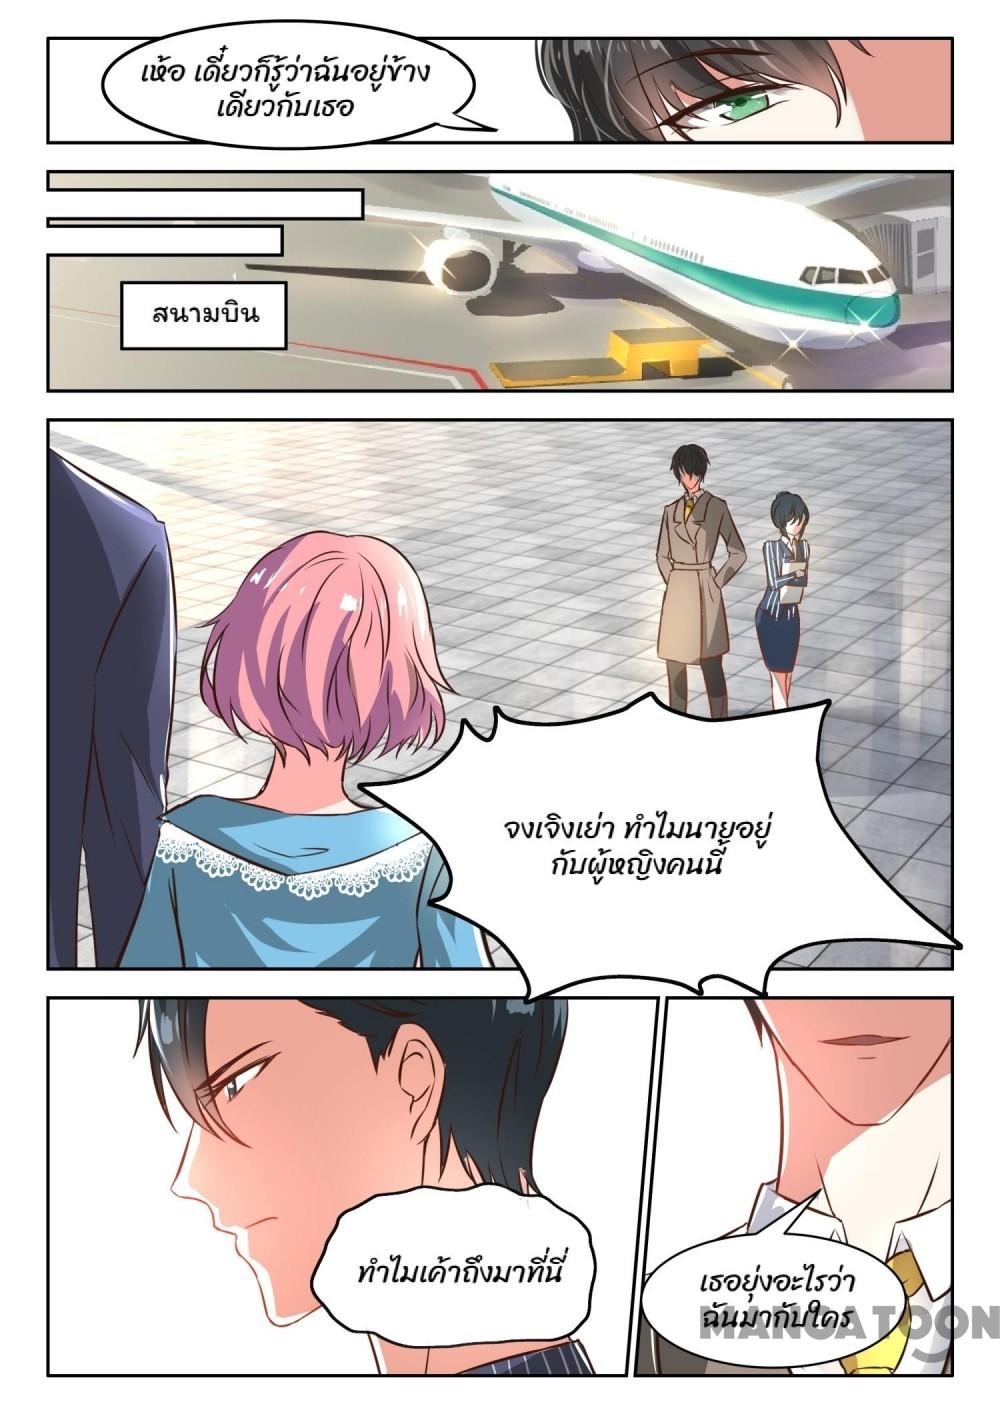 เห้อ เดี๋ยวก็รู้ว่าฉันอยู่ข้าง
เดียวกับเธอ
สนามบิน
จงเจิงเย่า ทำไมนายอยู่
กับผู้หญิงคนนี้
ทำไมเค้าถึงมาที่นี่
เธอยุ่งอะไรว่า
ฉันมากับใคร
MANGA TOON